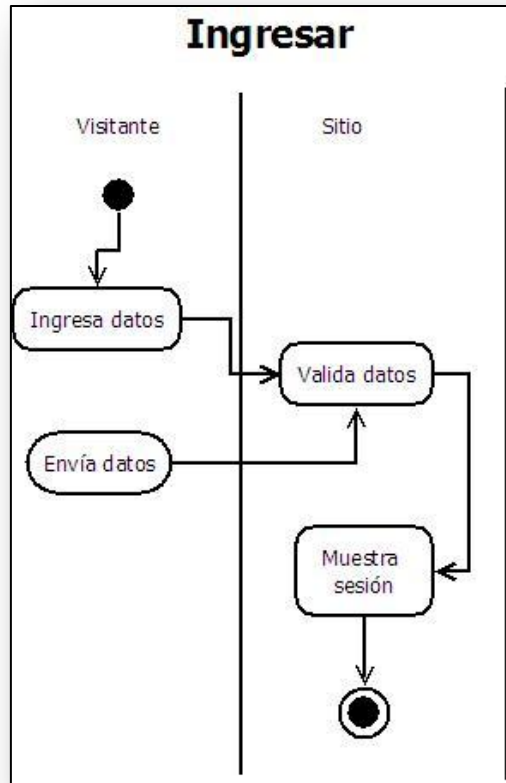 Ingresar
Visitante
Sitio
Ingresa datos
Valida datos
Envía datos
Muestra
sesión